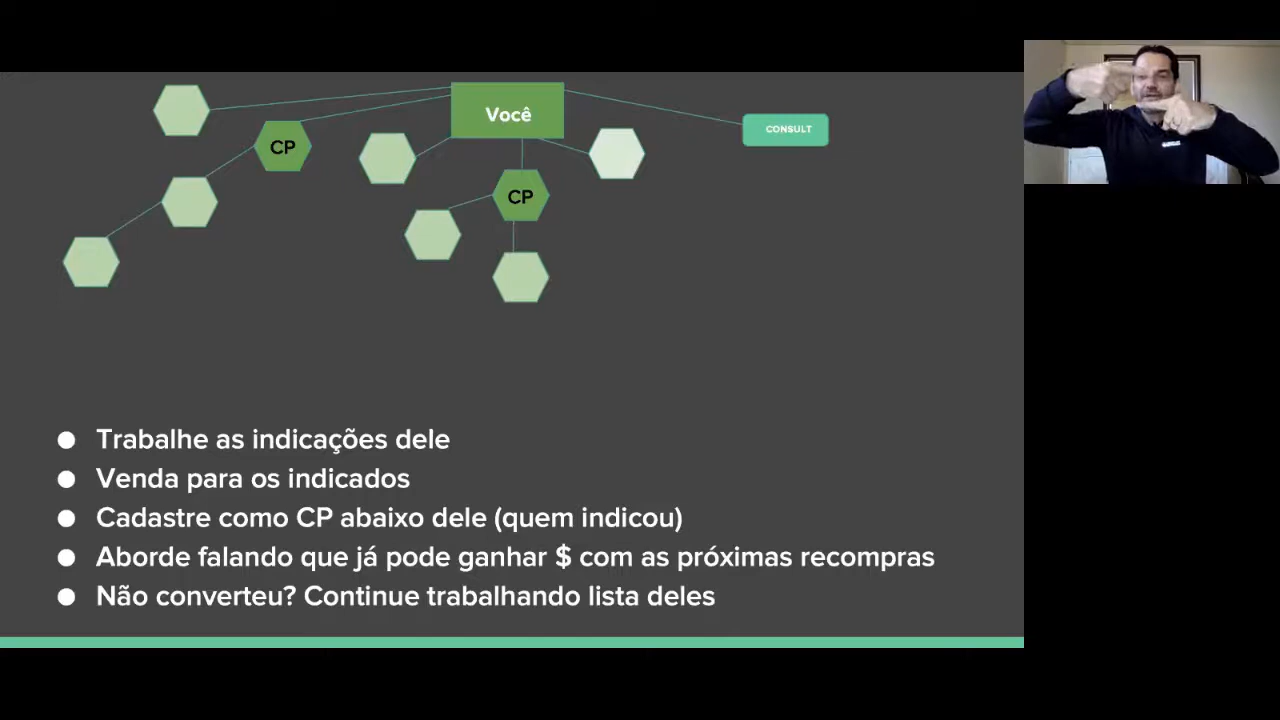 Você
CONSULT
CP
CP
Trabalhe as indicações dele
Venda para os indicados
Cadastre como CP abaixo dele (quem indicou)
Aborde falando que já pode ganhar $ com as próximas recompras
Não converteu? Continue trabalhando lista deles